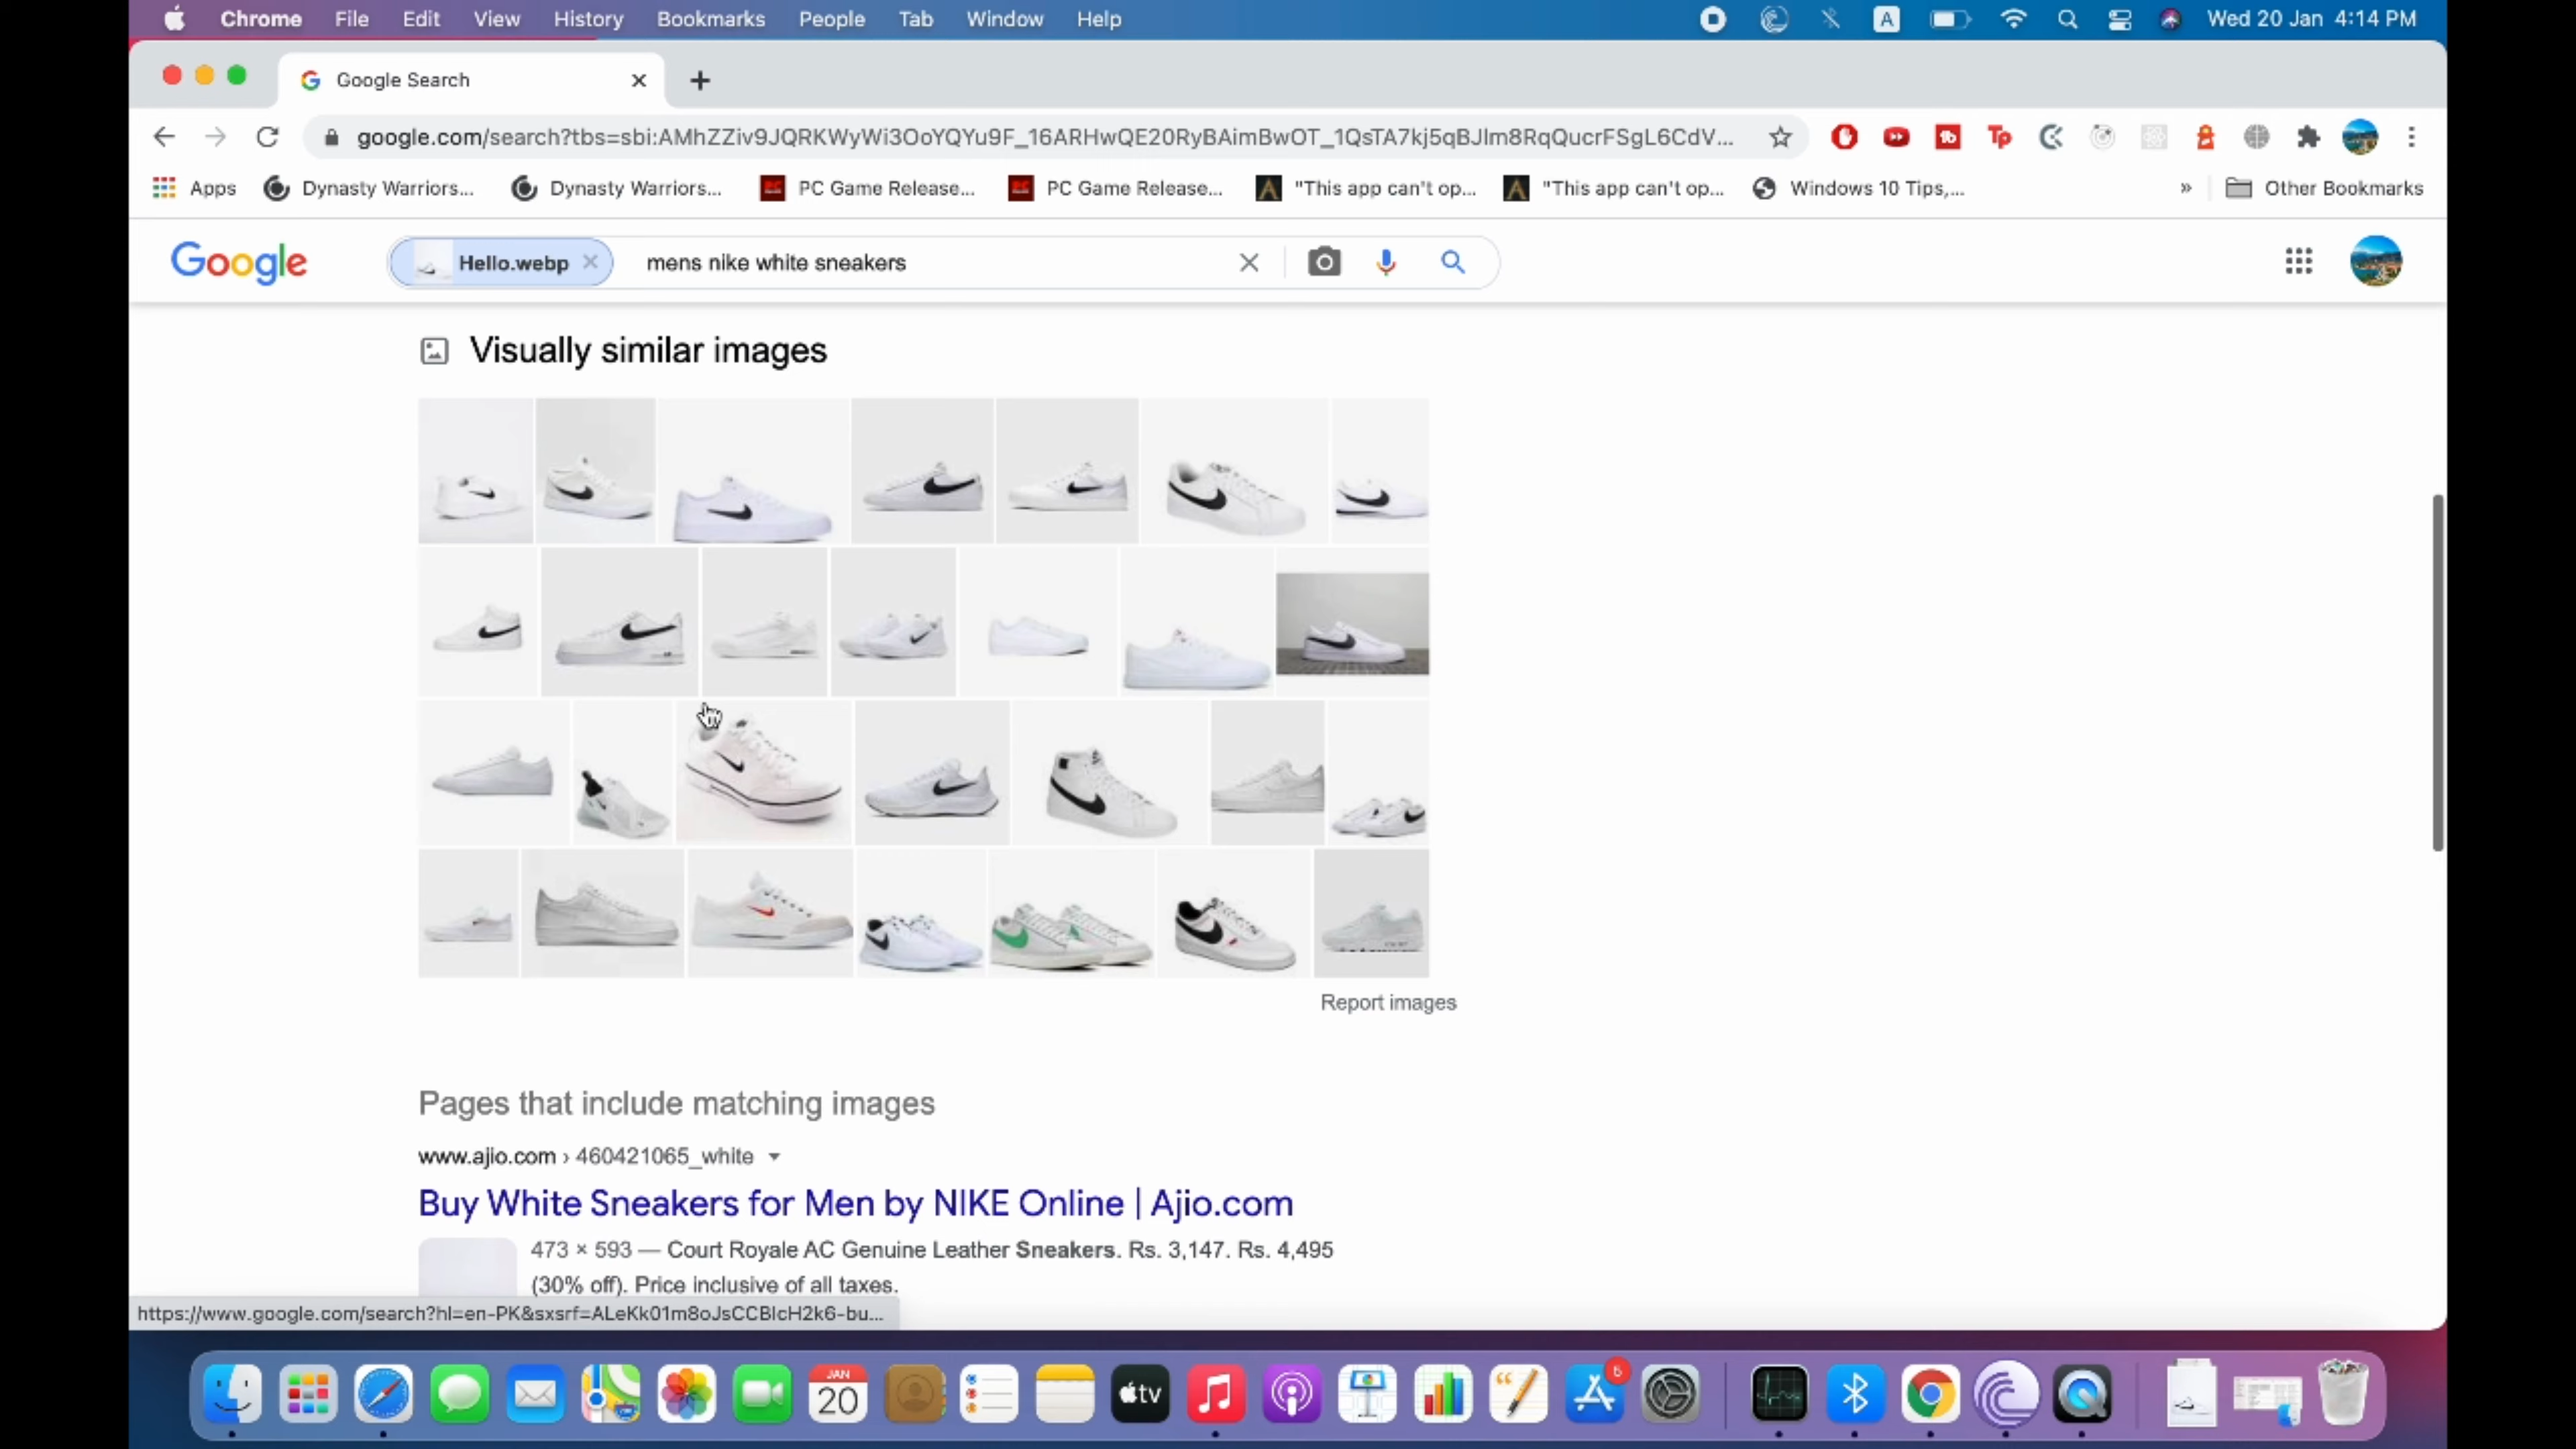 Chrome File Edit View History Bookmarks People Tab Window Help A Wed 20 Jan 4:14 PM
Google Search
google.com/search?tbs=sbi:AMhZZiv9JQRKWyWi3OoYQYu9F_16ARHwQE20RyBAimBwOT_1QsTA7kj5qBJlm8RqQucrFSgL6CdV...
Apps Dynasty Warriors... Dynasty Warriors... PC Game Release... PC Game Release... "This app can't op... "This app can't op... Windows 10 Tips,... » Other Bookmarks
Google Hello.webp mens nike white sneakers
Visually similar images
Report images
Pages that include matching images
www.ajio.com › 460421065_white
Buy White Sneakers for Men by NIKE Online | Ajio.com
473 × 593 — Court Royale AC Genuine Leather Sneakers. Rs. 3,147. Rs. 4,495
(30% off). Price inclusive of all taxes.
https://www.google.com/search?hl=en-PK&sxsrf=ALeKk01m8oJsCCBlcH2k6-bu...
JAN
20
tv
6